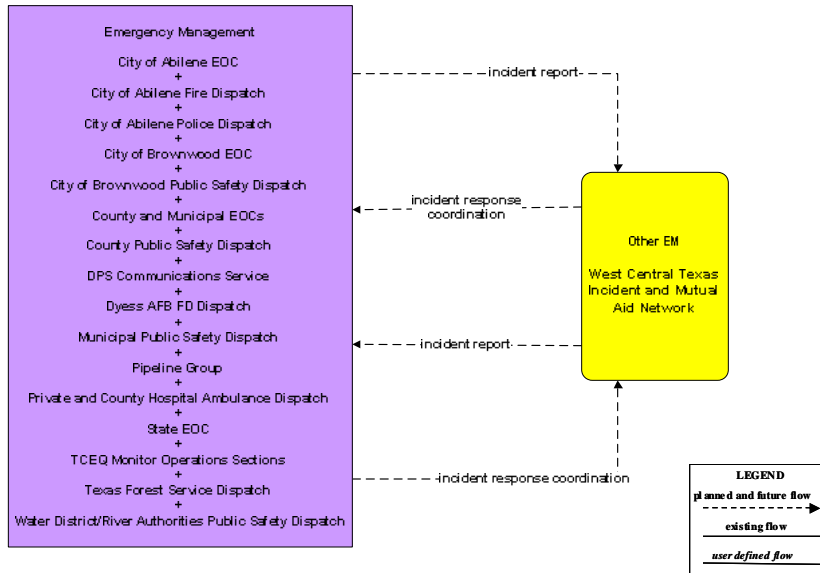 Emergency Management
City of Abilene EOC
+
City of Abilene Fire Dispatch
+
City of Abilene Police Dispatch
+
City of Brownwood EOC
+
City of Brownwood Public Safety Dispatch
+
County and Municipal EOCs
+
County Public Safety Dispatch
+
DPS Communications Service
+
Dyess AFB FD Dispatch
+
Municipal Public Safety Dispatch
+
Pipeline Group
+
Private and County Hospital Ambulance Dispatch
+
State EOC
+
TCEQ Monitor Operations Sections
+
Texas Forest Service Dispatch
+
Water District/River Authorities Public Safety Dispatch
incident report
incident response
coordination
incident report
incident response coordination
Other EM
West Central Texas
Incident and Mutual
Aid Network
LEGEND
planned and future flow
existing flow
user defined flow